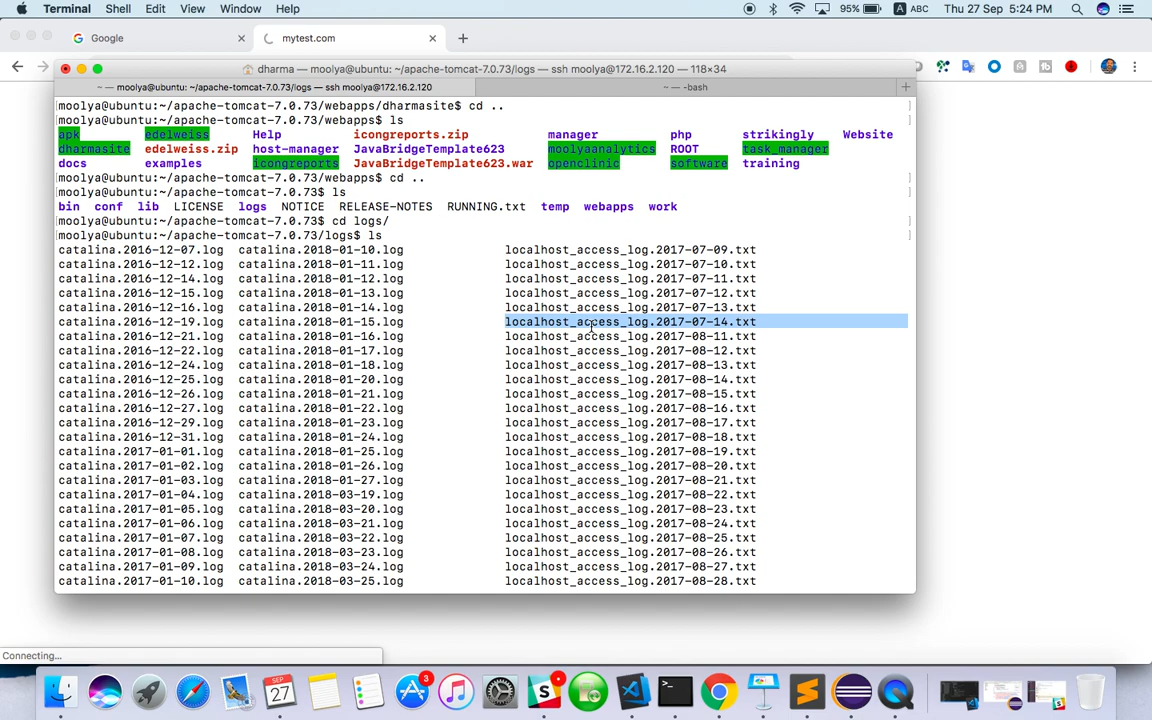 Terminal Shell Edit View Window Help 95% A ABC Thu 27 Sep 5:24 PM
Google mytest.com
dharma — moolya@ubuntu: ~/apache-tomcat-7.0.73/logs — ssh moolya@172.16.2.120 — 118×34
~ — moolya@ubuntu: ~/apache-tomcat-7.0.73/logs — ssh moolya@172.16.2.120 ~ — -bash
moolya@ubuntu:~/apache-tomcat-7.0.73/webapps/dharmasite$ cd ..
moolya@ubuntu:~/apache-tomcat-7.0.73/webapps$ ls
apk edelweiss Help icongreports.zip manager php strikingly Website
dharmasite edelweiss.zip host-manager JavaBridgeTemplate623 moolyaanalytics ROOT task_manager
docs examples icongreports JavaBridgeTemplate623.war openclinic software training
moolya@ubuntu:~/apache-tomcat-7.0.73/webapps$ cd ..
moolya@ubuntu:~/apache-tomcat-7.0.73$ ls
bin conf lib LICENSE logs NOTICE RELEASE-NOTES RUNNING.txt temp webapps work
moolya@ubuntu:~/apache-tomcat-7.0.73$ cd logs/
moolya@ubuntu:~/apache-tomcat-7.0.73/logs$ ls
catalina.2016-12-07.log catalina.2018-01-10.log localhost_access_log.2017-07-09.txt
catalina.2016-12-12.log catalina.2018-01-11.log localhost_access_log.2017-07-10.txt
catalina.2016-12-14.log catalina.2018-01-12.log localhost_access_log.2017-07-11.txt
catalina.2016-12-15.log catalina.2018-01-13.log localhost_access_log.2017-07-12.txt
catalina.2016-12-16.log catalina.2018-01-14.log localhost_access_log.2017-07-13.txt
catalina.2016-12-19.log catalina.2018-01-15.log localhost_access_log.2017-07-14.txt
catalina.2016-12-21.log catalina.2018-01-16.log localhost_access_log.2017-08-11.txt
catalina.2016-12-22.log catalina.2018-01-17.log localhost_access_log.2017-08-12.txt
catalina.2016-12-24.log catalina.2018-01-18.log localhost_access_log.2017-08-13.txt
catalina.2016-12-25.log catalina.2018-01-20.log localhost_access_log.2017-08-14.txt
catalina.2016-12-26.log catalina.2018-01-21.log localhost_access_log.2017-08-15.txt
catalina.2016-12-27.log catalina.2018-01-22.log localhost_access_log.2017-08-16.txt
catalina.2016-12-29.log catalina.2018-01-23.log localhost_access_log.2017-08-17.txt
catalina.2016-12-31.log catalina.2018-01-24.log localhost_access_log.2017-08-18.txt
catalina.2017-01-01.log catalina.2018-01-25.log localhost_access_log.2017-08-19.txt
catalina.2017-01-02.log catalina.2018-01-26.log localhost_access_log.2017-08-20.txt
catalina.2017-01-03.log catalina.2018-01-27.log localhost_access_log.2017-08-21.txt
catalina.2017-01-04.log catalina.2018-03-19.log localhost_access_log.2017-08-22.txt
catalina.2017-01-05.log catalina.2018-03-20.log localhost_access_log.2017-08-23.txt
catalina.2017-01-06.log catalina.2018-03-21.log localhost_access_log.2017-08-24.txt
catalina.2017-01-07.log catalina.2018-03-22.log localhost_access_log.2017-08-25.txt
catalina.2017-01-08.log catalina.2018-03-23.log localhost_access_log.2017-08-26.txt
catalina.2017-01-09.log catalina.2018-03-24.log localhost_access_log.2017-08-27.txt
catalina.2017-01-10.log catalina.2018-03-25.log localhost_access_log.2017-08-28.txt
Connecting...
SEP
27
3